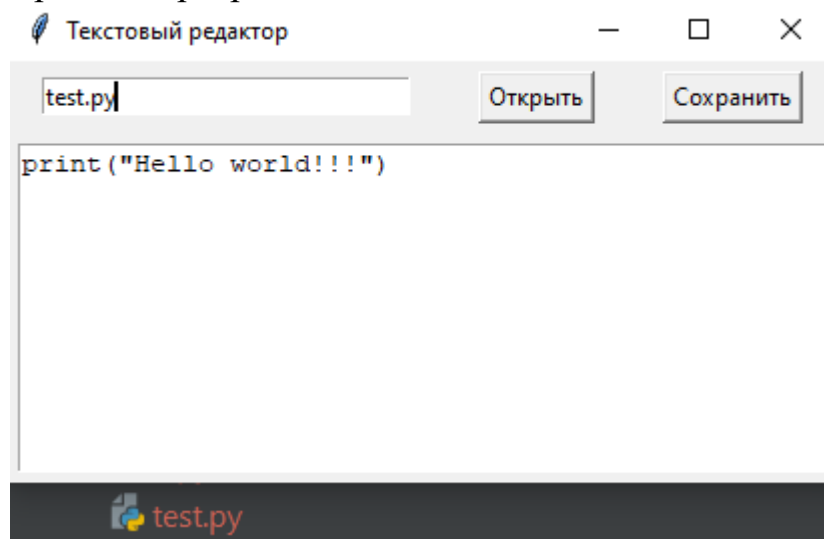 Текстовый редактор
test.py Открыть Сохранить
print("Hello world!!!")
test.py